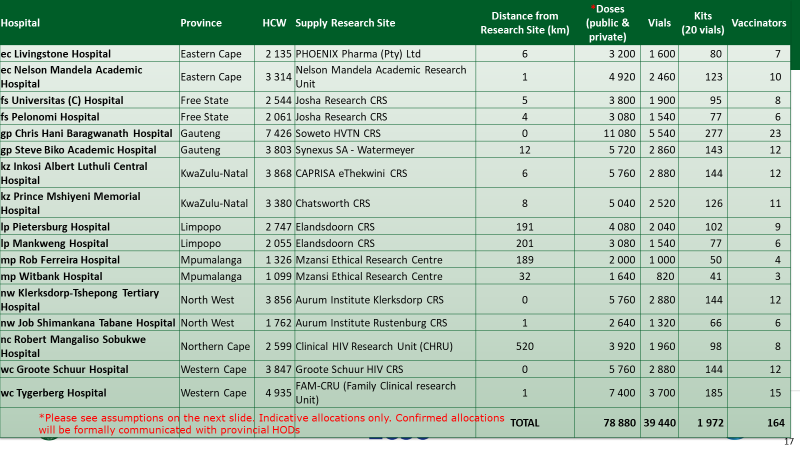 Hospital Province HCW Supply Research Site Distance from Research Site (km) *Doses (public & private) Vials Kits (20 vials) Vaccinators
ec Livingstone Hospital Eastern Cape 2 135 PHOENIX Pharma (Pty) Ltd 6 3 200 1 600 80 7
ec Nelson Mandela Academic Hospital Eastern Cape 3 314 Nelson Mandela Academic Research Unit 1 4 920 2 460 123 10
fs Universitas (C) Hospital Free State 2 544 Josha Research CRS 5 3 800 1 900 95 8
fs Pelonomi Hospital Free State 2 061 Josha Research CRS 4 3 080 1 540 77 6
gp Chris Hani Baragwanath Hospital Gauteng 7 426 Soweto HVTN CRS 0 11 080 5 540 277 23
gp Steve Biko Academic Hospital Gauteng 3 803 Synexus SA - Watermeyer 12 5 720 2 860 143 12
kz Inkosi Albert Luthuli Central Hospital KwaZulu-Natal 3 868 CAPRISA eThekwini CRS 6 5 760 2 880 144 12
kz Prince Mshiyeni Memorial Hospital KwaZulu-Natal 3 380 Chatsworth CRS 8 5 040 2 520 126 11
lp Pietersburg Hospital Limpopo 2 747 Elandsdoorn CRS 191 4 080 2 040 102 9
lp Mankweng Hospital Limpopo 2 055 Elandsdoorn CRS 201 3 080 1 540 77 6
mp Rob Ferreira Hospital Mpumalanga 1 326 Mzansi Ethical Research Centre 189 2 000 1 000 50 4
mp Witbank Hospital Mpumalanga 1 099 Mzansi Ethical Research Centre 32 1 640 820 41 3
nw Klerksdorp-Tshepong Tertiary Hospital North West 3 856 Aurum Institute Klerksdorp CRS 0 5 760 2 880 144 12
nw Job Shimankana Tabane Hospital North West 1 762 Aurum Institute Rustenburg CRS 1 2 640 1 320 66 6
nc Robert Mangaliso Sobukwe Hospital Northern Cape 2 599 Clinical HIV Research Unit (CHRU) 520 3 920 1 960 98 8
wc Groote Schuur Hospital Western Cape 3 847 Groote Schuur HIV CRS 0 5 760 2 880 144 12
wc Tygerberg Hospital Western Cape 4 935 FAM-CRU (Family Clinical research Unit) 1 7 400 3 700 185 15
*Please see assumptions on the next slide. Indicative allocations only. Confirmed allocations
will be formally communicated with provincial HODs
TOTAL 78 880 39 440 1 972 164
17